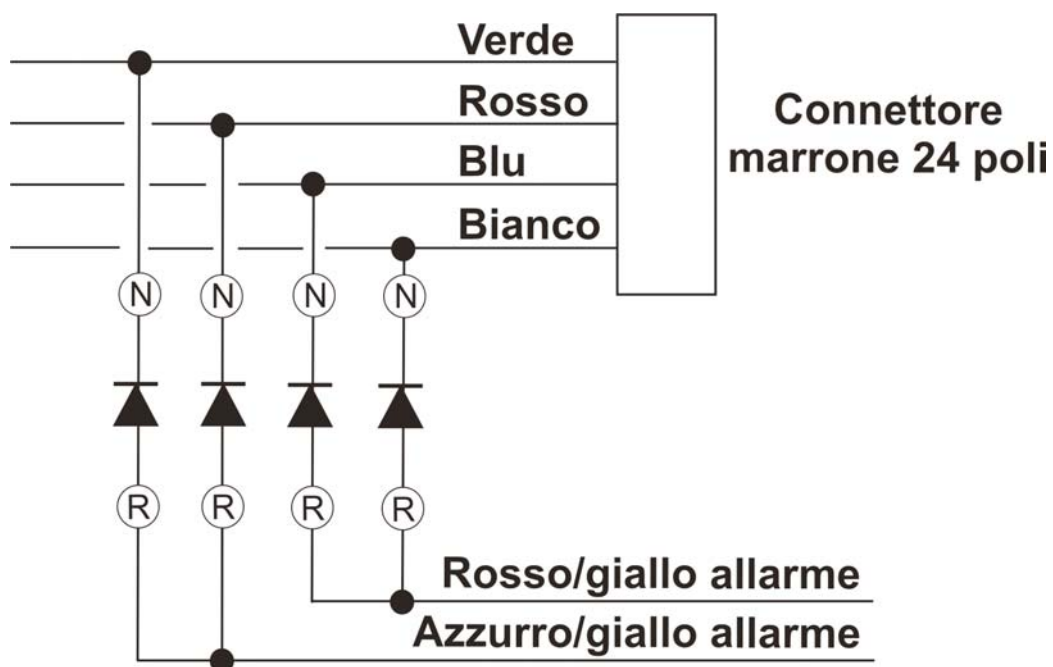 Verde
Rosso
Blu
Bianco
Connettore
marrone 24 poli
N N N N
R R R R
Rosso/giallo allarme
Azzurro/giallo allarme